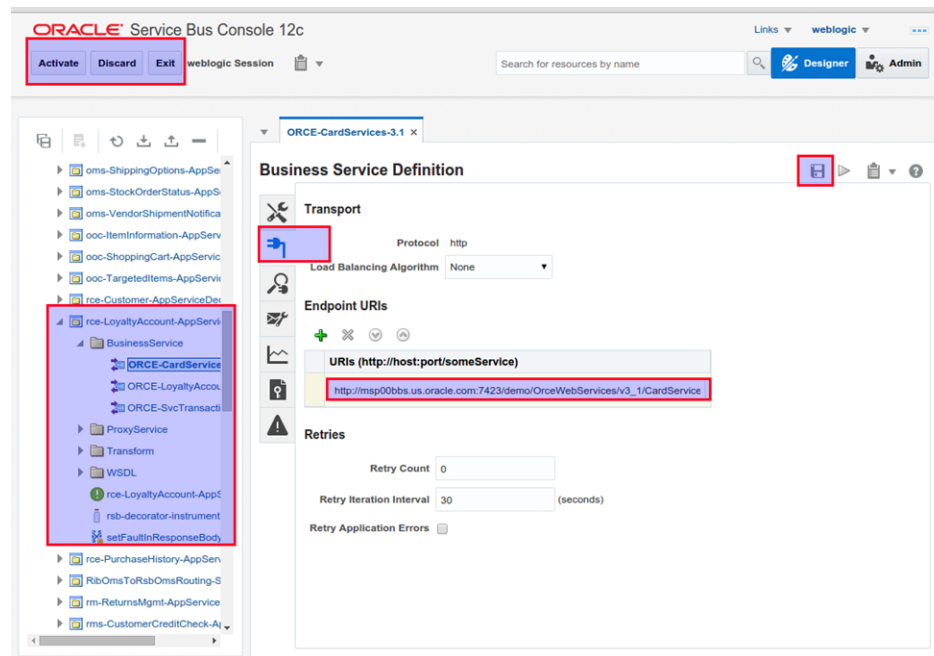 ORACLE Service Bus Console 12c
Links weblogic
Activate Discard Exit weblogic Session
Search for resources by name
Designer Admin
ORCE-CardServices-3.1 ×
Business Service Definition
oms-ShippingOptions-AppSe
oms-StockOrderStatus-AppS
oms-VendorShipmentNotifica
ooc-ItemInformation-AppServ
ooc-ShoppingCart-AppServic
ooc-TargetedItems-AppServic
rce-Customer-AppServiceDec
rce-LoyaltyAccount-AppServi
BusinessService
ORCE-CardService
ORCE-LoyaltyAccou
ORCE-SvcTransacti
ProxyService
Transform
WSDL
rce-LoyaltyAccount-AppS
rsb-decorator-instrument
setFaultInResponseBody
rce-PurchaseHistory-AppServ
RibOmsToRsbOmsRouting-S
rm-ReturnsMgmt-AppService
rms-CustomerCreditCheck-A
Transport
Protocol http
Load Balancing Algorithm None
Endpoint URIs
URIs (http://host:port/someService)
http://msp00bbs.us.oracle.com:7423/demo/OrceWebServices/v3_1/CardService
Retries
Retry Count 0
Retry Iteration Interval 30 (seconds)
Retry Application Errors